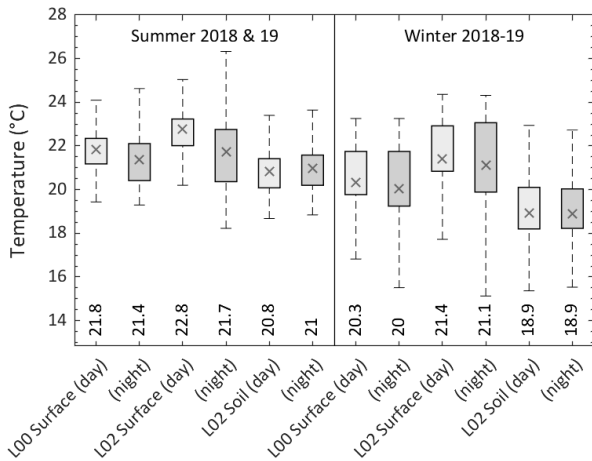 28
26
24
22
20
18
16
14
Temperature (°C)
Summer 2018 & 19
Winter 2018-19
21.8
21.4
22.8
21.7
20.8
21
20.3
20
21.4
21.1
18.9
18.9
L00 Surface (day)
(night)
L02 Surface (day)
(night)
L02 Soil (day)
(night)
L00 Surface (day)
(night)
L02 Surface (day)
(night)
L02 Soil (day)
(night)